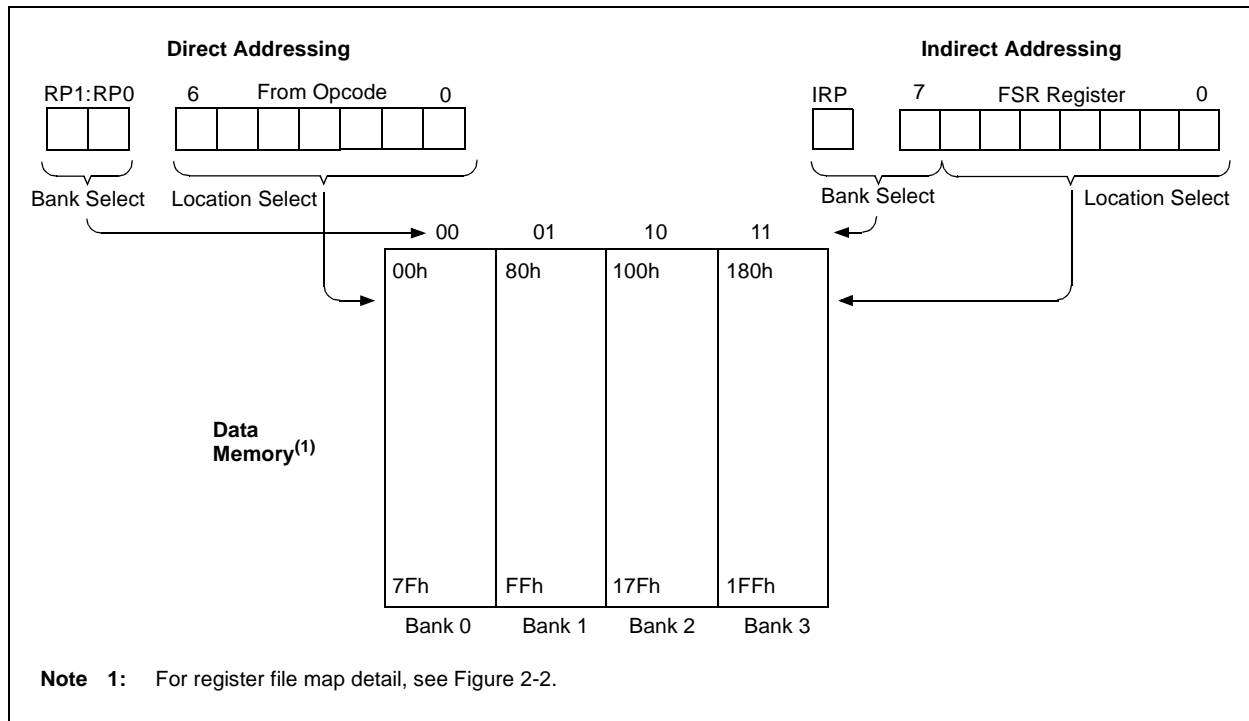 Direct Addressing
Indirect Addressing
RP1:RP0 6 From Opcode 0
IRP 7 FSR Register 0
Bank Select Location Select
Bank Select Location Select
00 01 10 11
00h 80h 100h 180h
Data
Memory(1)
7Fh FFh 17Fh 1FFh
Bank 0 Bank 1 Bank 2 Bank 3
Note 1: For register file map detail, see Figure 2-2.